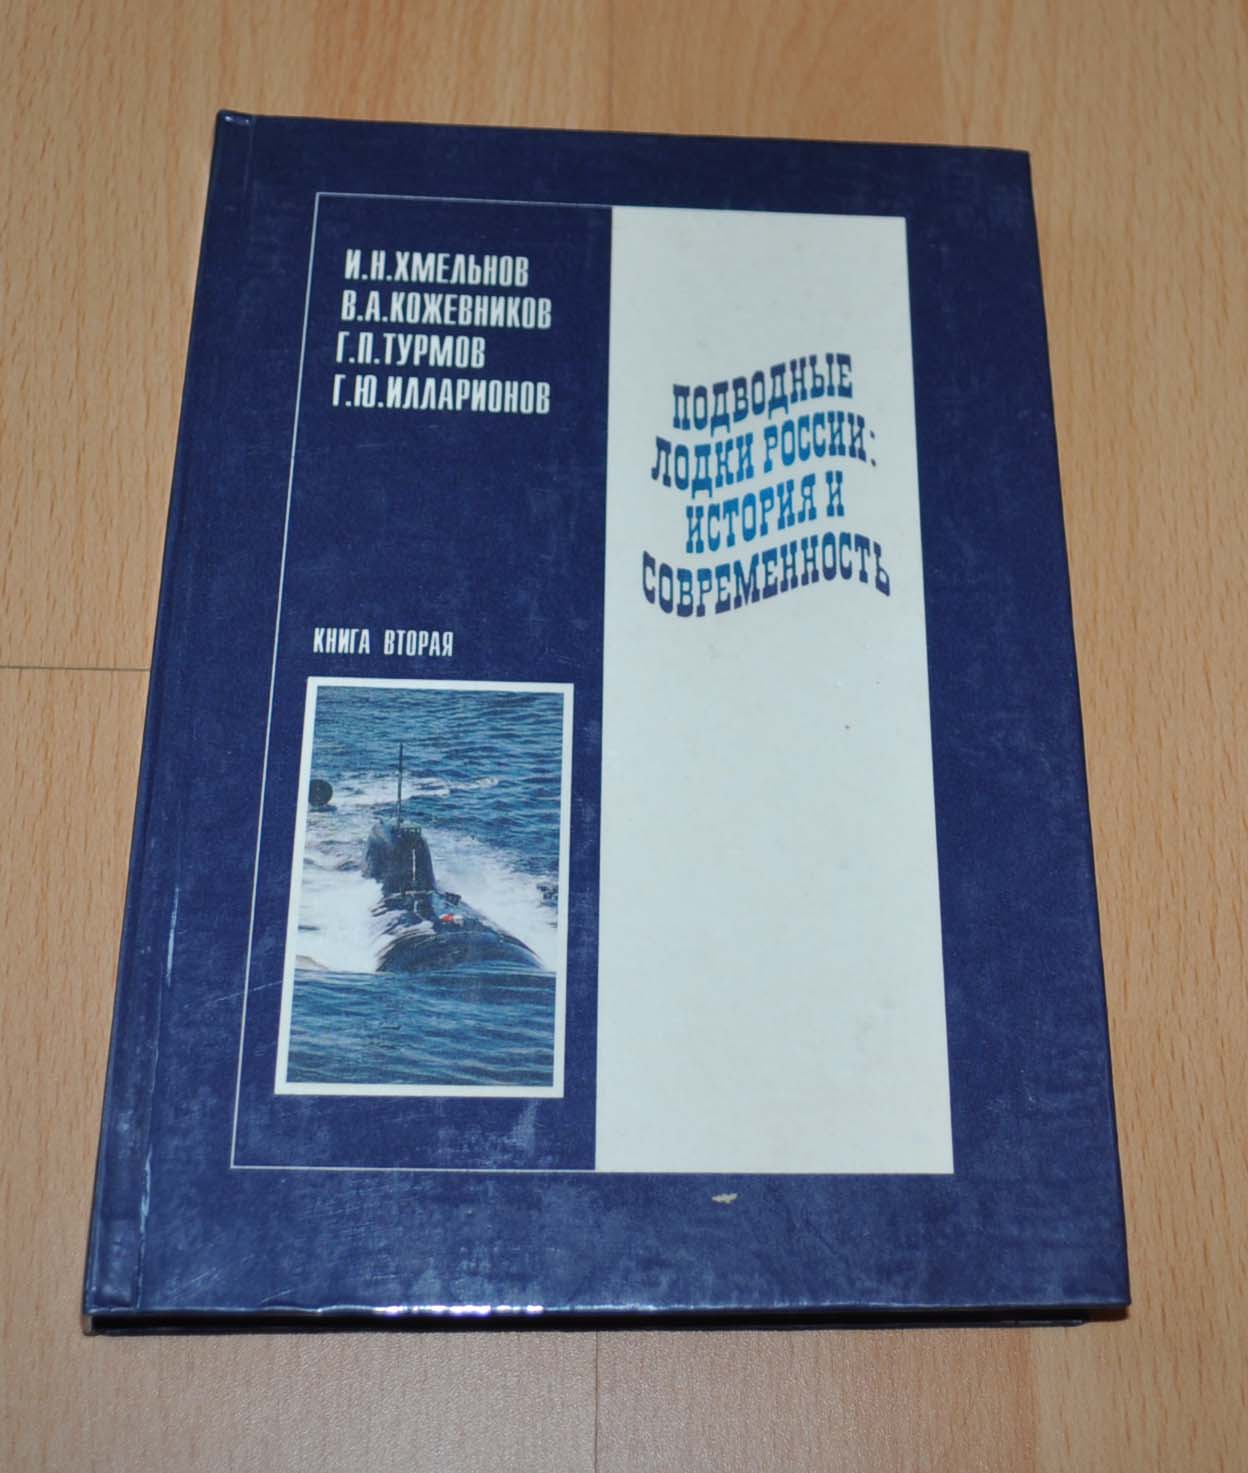 И.Н.ХМЕЛЬНОВ
В.А.КОЖЕВНИКОВ
Г.П.ТУРМОВ
Г.Ю.ИЛЛАРИОНОВ
ПОДВОДНЫЕ
ЛОДКИ РОССИИ:
ИСТОРИЯ И
СОВРЕМЕННОСТЬ
КНИГА ВТОРАЯ